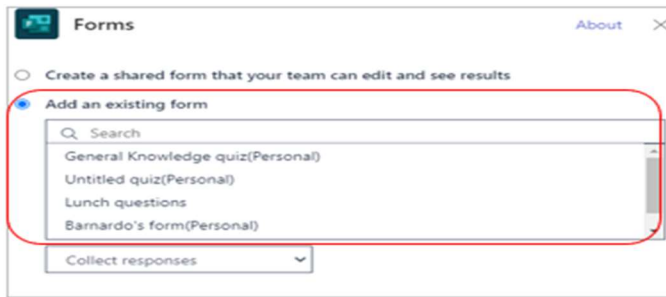 Forms
About
Create a shared form that your team can edit and see results
Add an existing form
Search
General Knowledge quiz(Personal)
Untitled quiz(Personal)
Lunch questions
Barnardo's form(Personal)
Collect responses